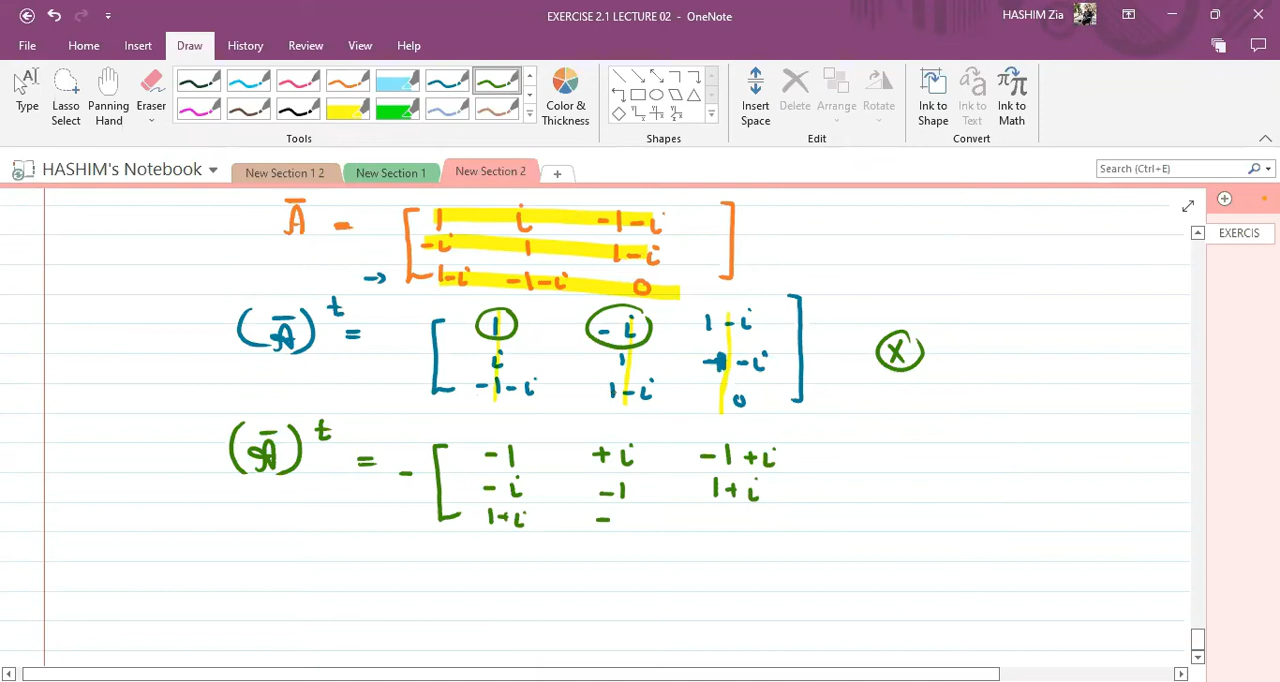 EXERCISE 2.1 LECTURE 02 - OneNote
HASHIM Zia
File Home Insert Draw History Review View Help
Type
Lasso Select
Panning Hand
Eraser
Color & Thickness
Insert Space
Delete
Arrange
Rotate
Ink to Shape
Ink to Text
Ink to Math
Tools
Shapes
Edit
Convert
HASHIM's Notebook
New Section 1 2
New Section 1
New Section 2
Search (Ctrl+E)
EXERCIS
Ā = [ 1 i -1-i
-i 1 1-i
1-i -1-i 0 ]
→
(Ā)ᵗ = [ 1 -i 1-i
i 1 -1-i
-1-i 1-i 0 ]
X
(Ā)ᵗ = - [ -1 +i -1+i
-i -1 1+i
1+i -